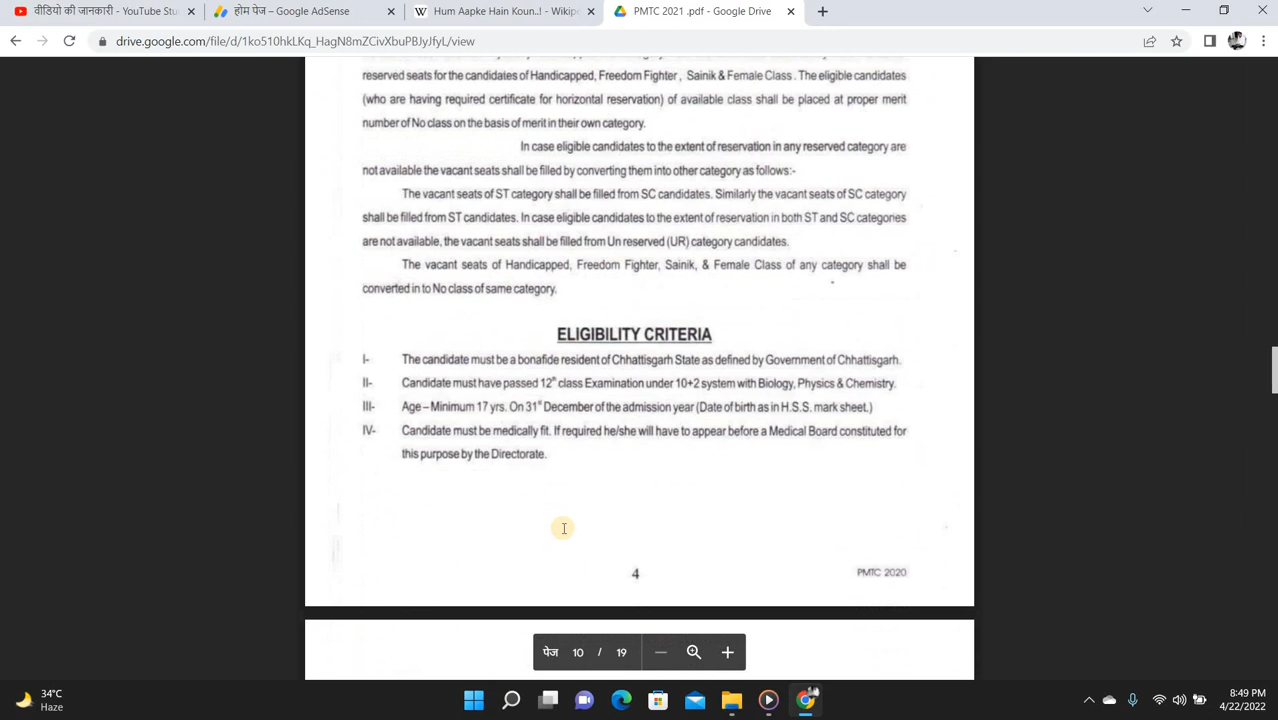 वीडियो की जानकारी - YouTube Stu
होम पेज – Google AdSense
Hum Aapke Hain Koun..! - Wikipe
PMTC 2021 .pdf - Google Drive
drive.google.com/file/d/1ko510hkLKq_HagN8mZCivXbuPBJyJfyL/view
reserved seats for the candidates of Handicapped, Freedom Fighter , Sainik & Female Class . The eligible candidates
(who are having required certificate for horizontal reservation) of available class shall be placed at proper merit
number of No class on the basis of merit in their own category.
In case eligible candidates to the extent of reservation in any reserved category are
not available the vacant seats shall be filled by converting them into other category as follows:-
The vacant seats of ST category shall be filled from SC candidates. Similarly the vacant seats of SC category
shall be filled from ST candidates. In case eligible candidates to the extent of reservation in both ST and SC categories
are not available, the vacant seats shall be filled from Un reserved (UR) category candidates.
The vacant seats of Handicapped, Freedom Fighter, Sainik, & Female Class of any category shall be
converted in to No class of same category.
ELIGIBILITY CRITERIA
I- The candidate must be a bonafide resident of Chhattisgarh State as defined by Government of Chhattisgarh.
II- Candidate must have passed 12th class Examination under 10+2 system with Biology, Physics & Chemistry.
III- Age – Minimum 17 yrs. On 31st December of the admission year (Date of birth as in H.S.S. mark sheet.)
IV- Candidate must be medically fit. If required he/she will have to appear before a Medical Board constituted for
this purpose by the Directorate.
4
PMTC 2020
पेज 10 / 19
34°C
Haze
8:49 PM
4/22/2022